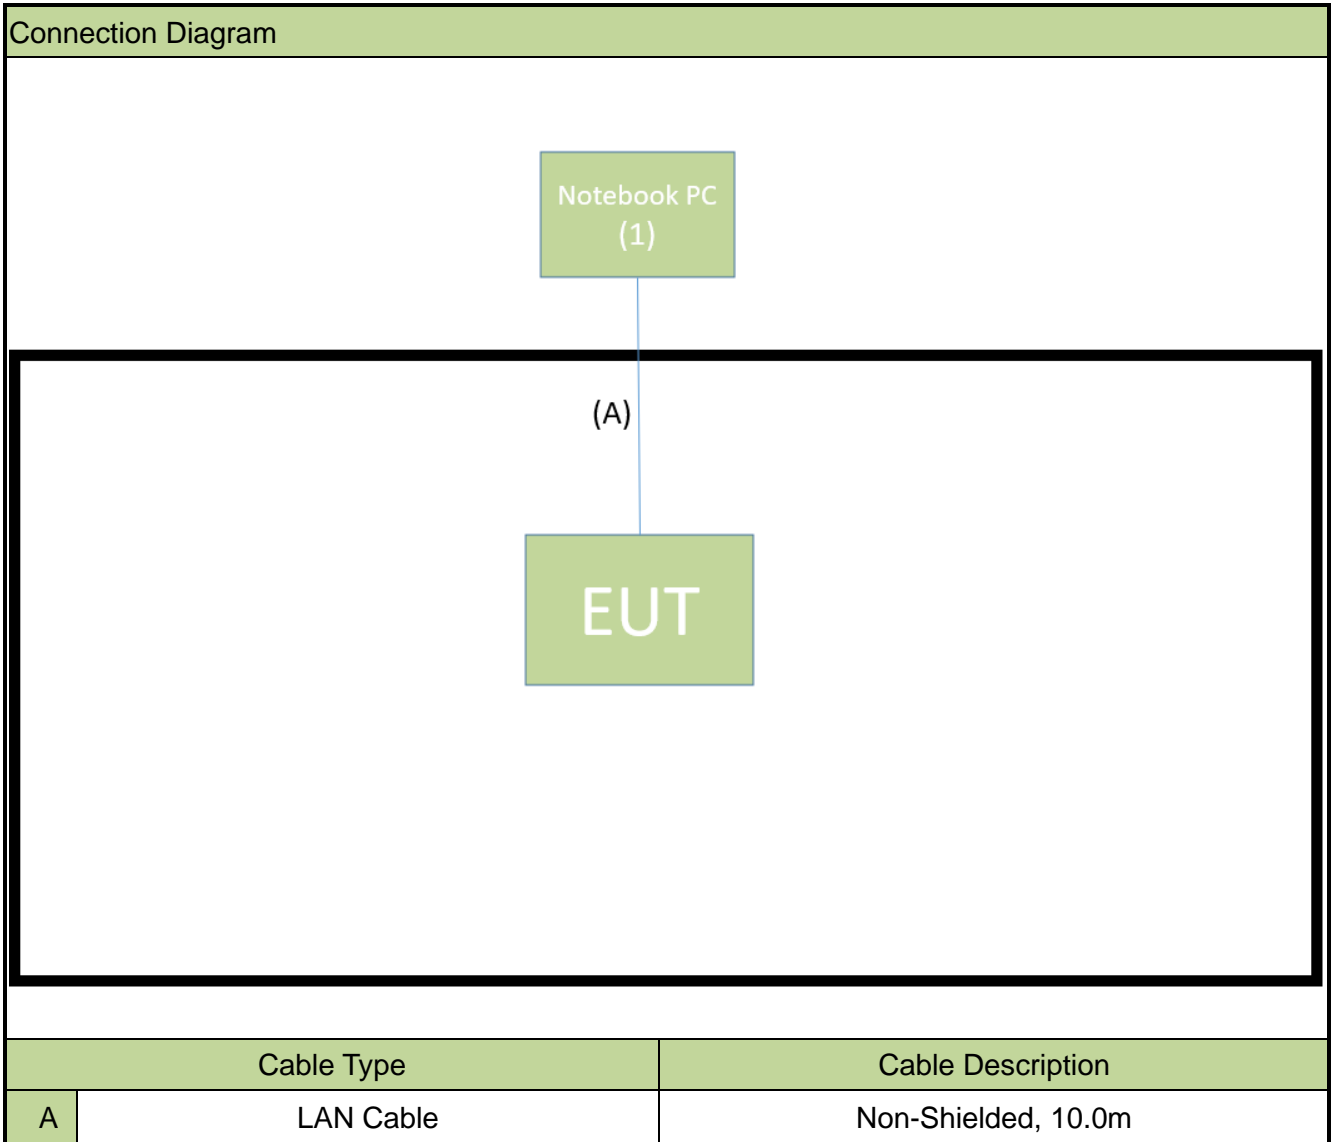 Connection Diagram
Notebook PC
(1)
(A)
EUT
Cable Type Cable Description
A LAN Cable Non-Shielded, 10.0m